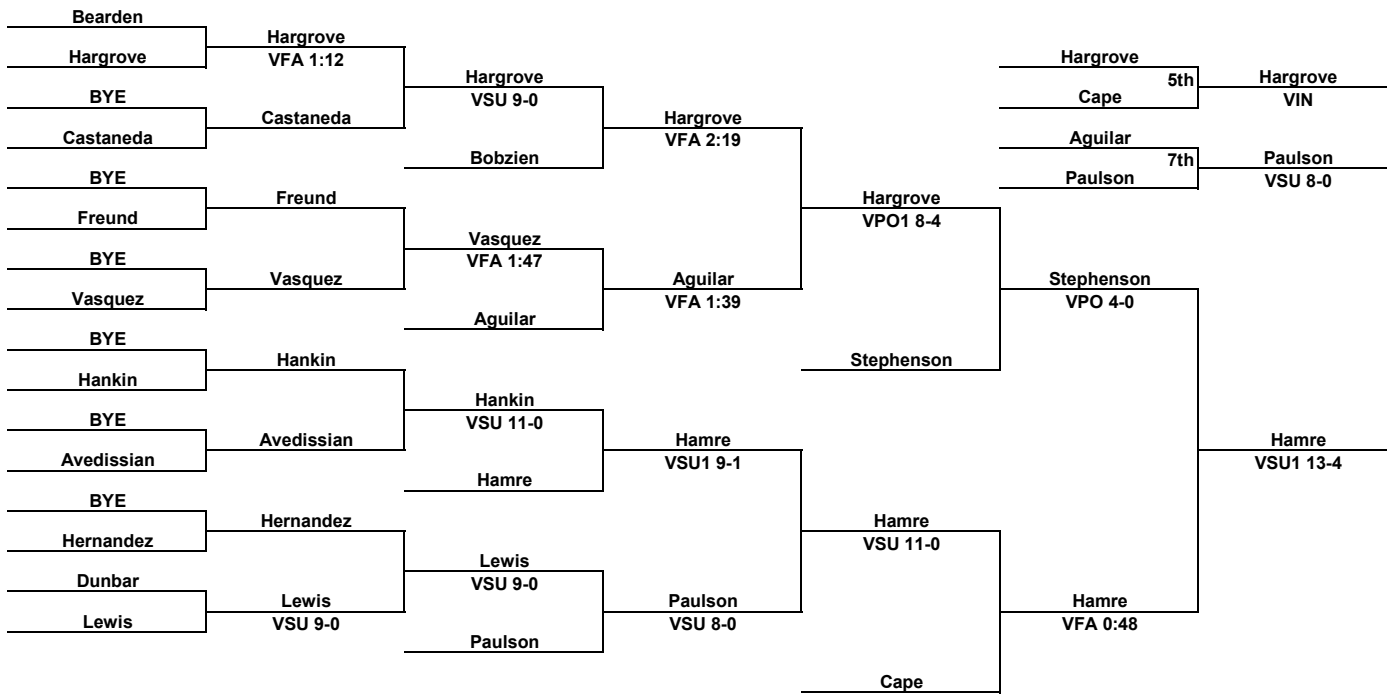 Bearden
Hargrove
BYE
Castaneda
BYE
Freund
BYE
Vasquez
BYE
Hankin
BYE
Avedissian
BYE
Hernandez
Dunbar
Lewis
Hargrove
VFA 1:12
Castaneda
Freund
Vasquez
Hankin
Avedissian
Hernandez
Lewis
VSU 9-0
Hargrove
VSU 9-0
Bobzien
Vasquez
VFA 1:47
Aguilar
Hankin
VSU 11-0
Hamre
Lewis
VSU 9-0
Paulson
Hargrove
VFA 2:19
Aguilar
VFA 1:39
Hamre
VSU1 9-1
Paulson
VSU 8-0
Hargrove
VPO1 8-4
Stephenson
Hamre
VSU 11-0
Cape
Stephenson
VPO 4-0
Hamre
VFA 0:48
Hamre
VSU1 13-4
Hargrove
5th
Cape
Hargrove
VIN
Aguilar
7th
Paulson
Paulson
VSU 8-0